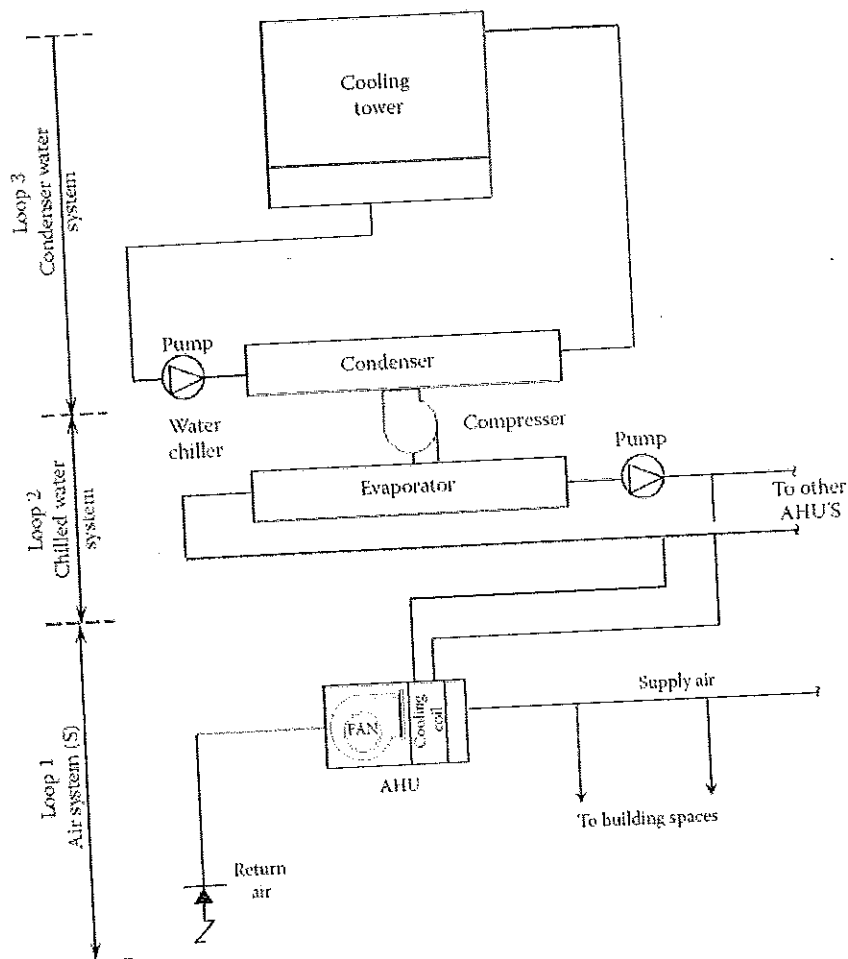 Cooling
tower
Loop 3
Condenser water
system
Pump
Condenser
Water
chiller
Compresser
Pump
Evaporator
To other
AHU'S
Loop 2
Chilled water
system
Supply air
FAN
Cooling
coil
AHU
To building spaces
Loop 1
Air system (S)
Return
air